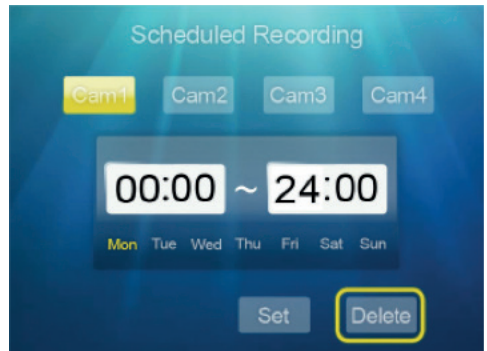 Scheduled Recording
Cam1 Cam2 Cam3 Cam4
00:00 ~ 24:00
Mon Tue Wed Thu Fri Sat Sun
Set Delete